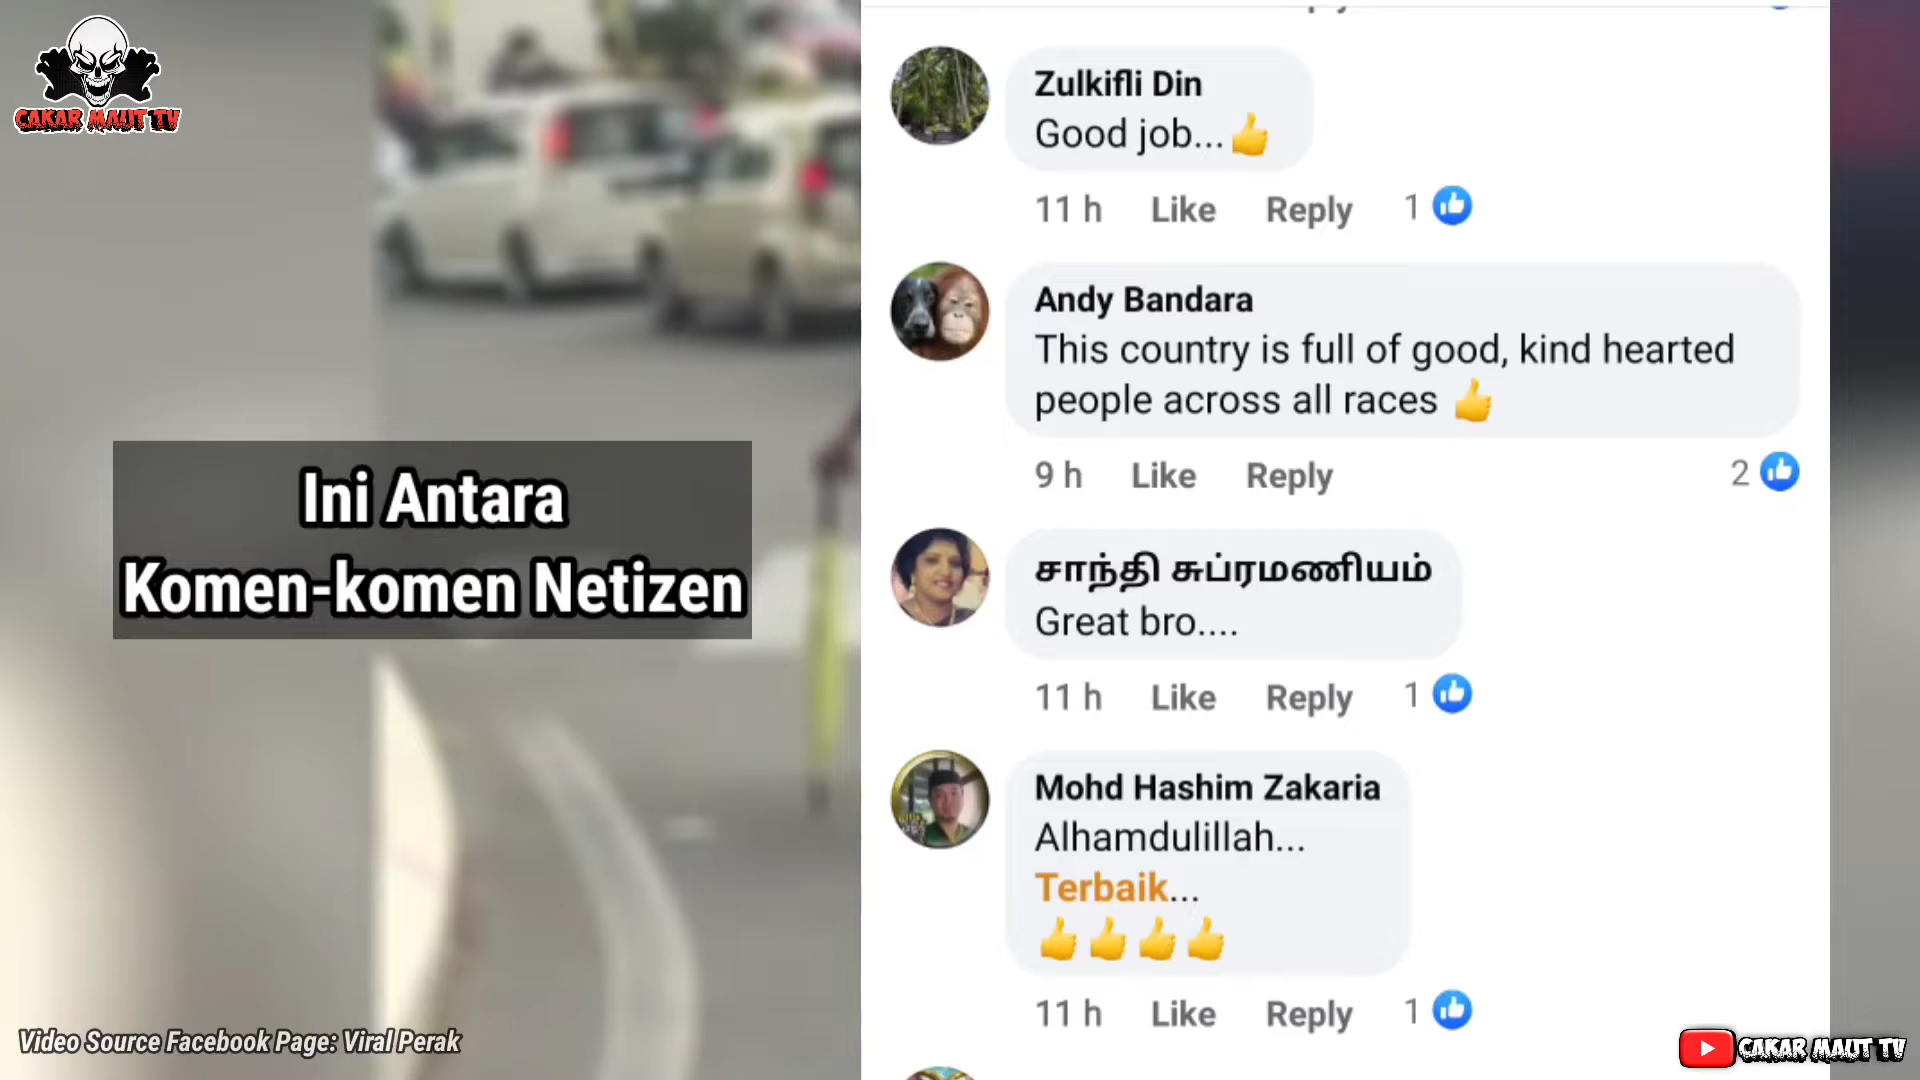 CAKAR MAUT TV
Ini Antara
Komen-komen Netizen
Video Source Facebook Page: Viral Perak
Reply
Zulkifli Din
Good job...👍
11 h Like Reply 1
Andy Bandara
This country is full of good, kind hearted
people across all races 👍
9 h Like Reply 2
சாந்தி சுப்ரமணியம்
Great bro....
11 h Like Reply 1
Mohd Hashim Zakaria
Alhamdulillah...
Terbaik...
👍👍👍👍
11 h Like Reply 1
CAKAR MAUT TV